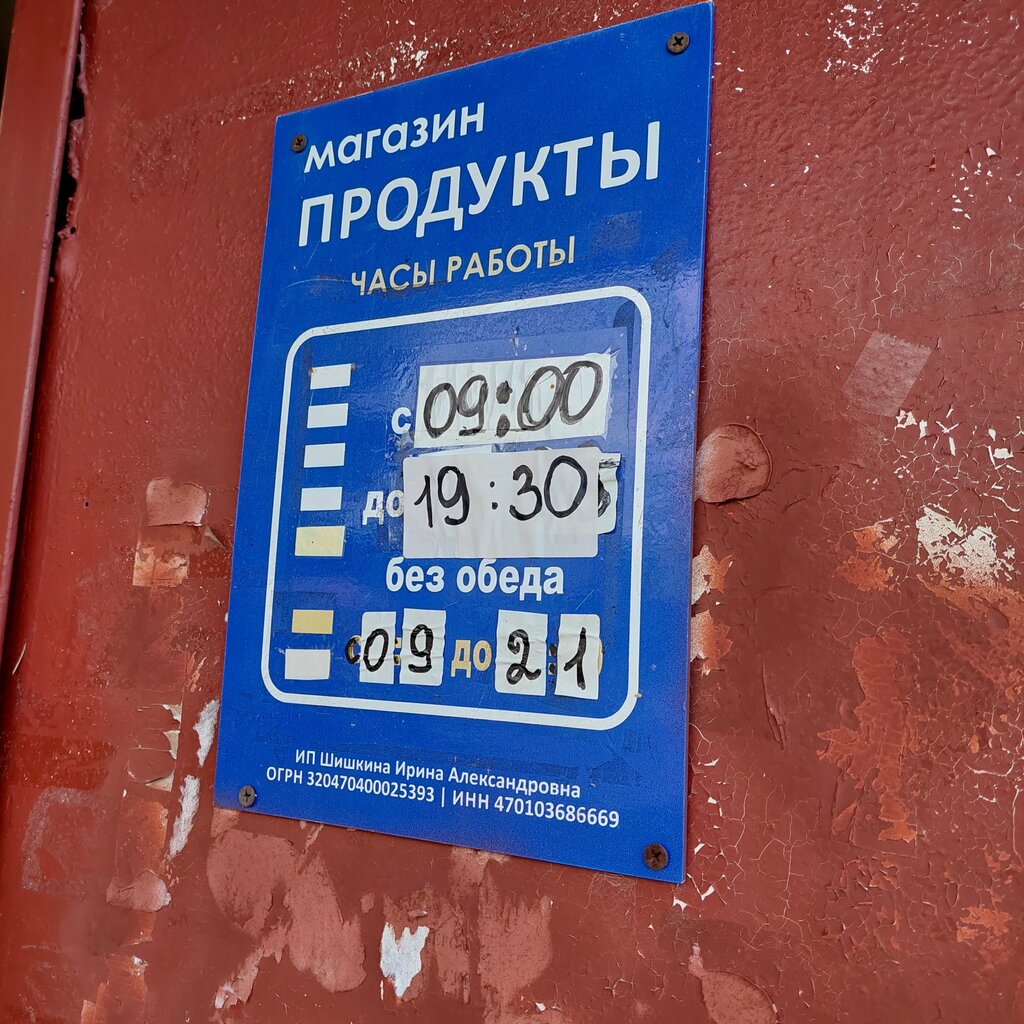 магазин
ПРОДУКТЫ
ЧАСЫ РАБОТЫ
с 09:00
до 19:30
без обеда
с 09 до 21
ИП Шишкина Ирина Александровна
ОГРН 320470400025393 | ИНН 470103686669